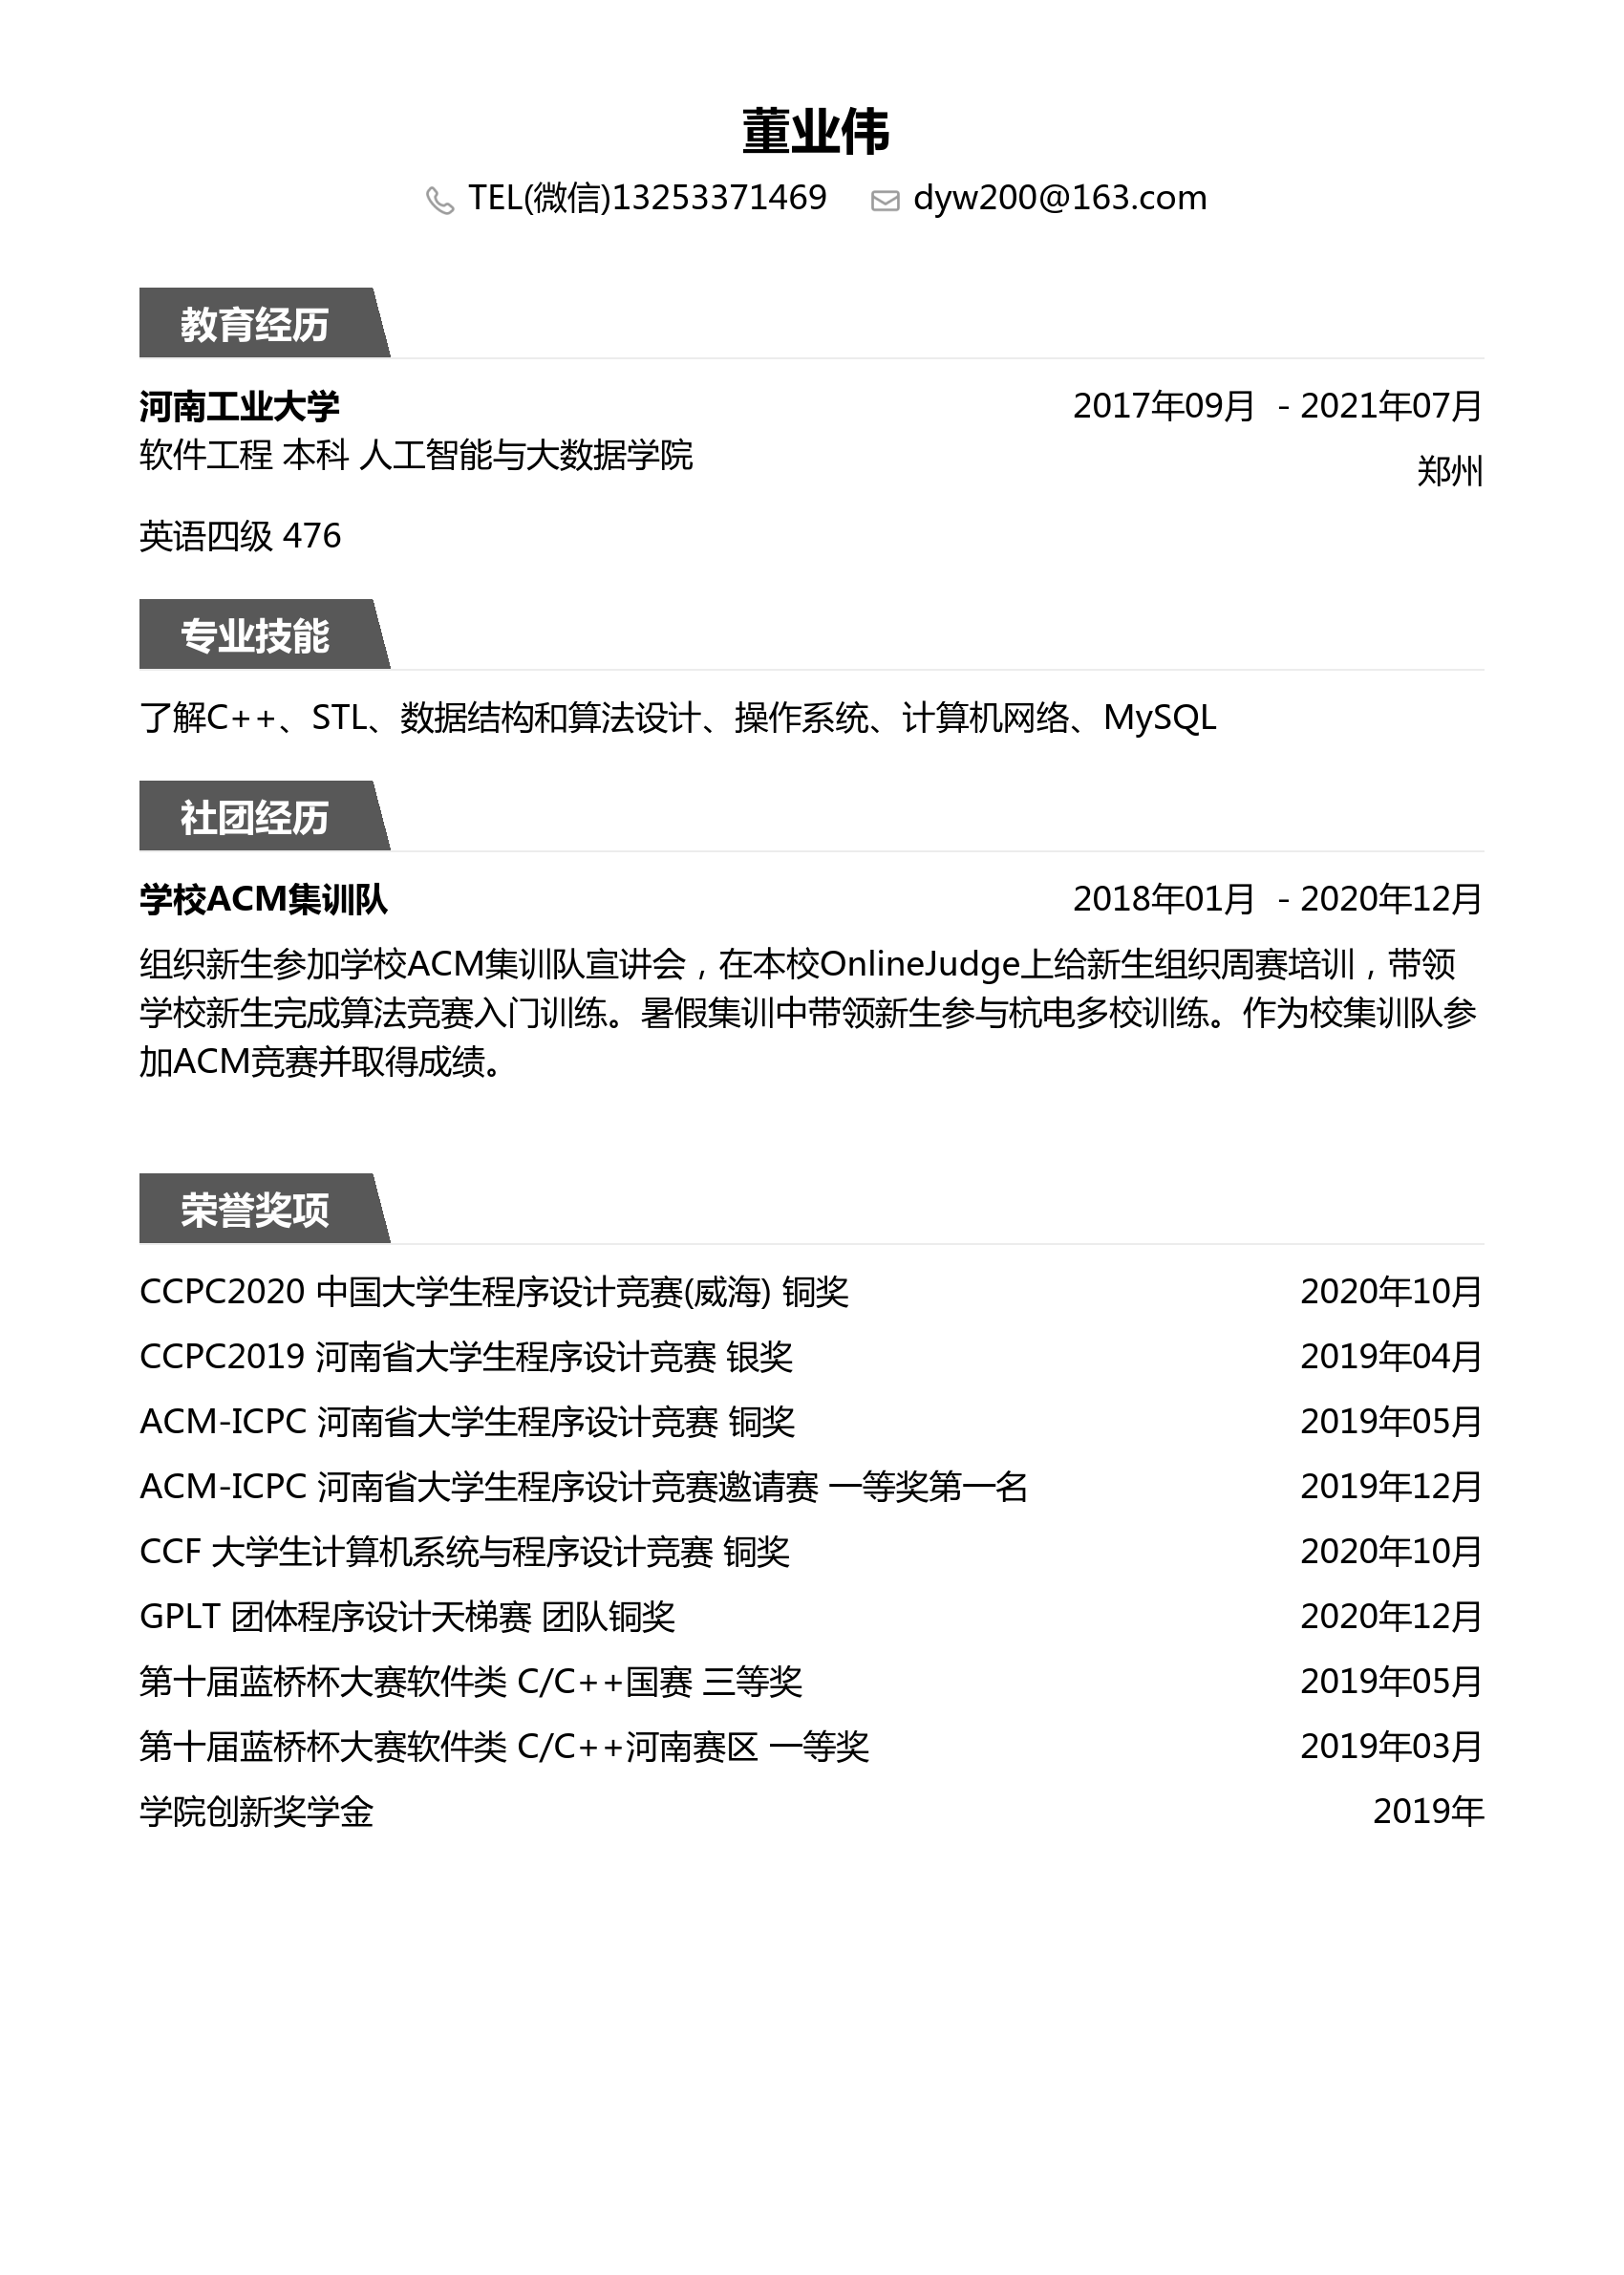 董业伟
TEL(微信)13253371469 dyw200@163.com
教育经历
河南工业大学 2017年09月 - 2021年07月
软件工程 本科 人工智能与大数据学院 郑州
英语四级 476
专业技能
了解C++、STL、数据结构和算法设计、操作系统、计算机网络、MySQL
社团经历
学校ACM集训队 2018年01月 - 2020年12月
组织新生参加学校ACM集训队宣讲会，在本校OnlineJudge上给新生组织周赛培训，带领
学校新生完成算法竞赛入门训练。暑假集训中带领新生参与杭电多校训练。作为校集训队参
加ACM竞赛并取得成绩。
荣誉奖项
CCPC2020 中国大学生程序设计竞赛(威海) 铜奖 2020年10月
CCPC2019 河南省大学生程序设计竞赛 银奖 2019年04月
ACM-ICPC 河南省大学生程序设计竞赛 铜奖 2019年05月
ACM-ICPC 河南省大学生程序设计竞赛邀请赛 一等奖第一名 2019年12月
CCF 大学生计算机系统与程序设计竞赛 铜奖 2020年10月
GPLT 团体程序设计天梯赛 团队铜奖 2020年12月
第十届蓝桥杯大赛软件类 C/C++国赛 三等奖 2019年05月
第十届蓝桥杯大赛软件类 C/C++河南赛区 一等奖 2019年03月
学院创新奖学金 2019年